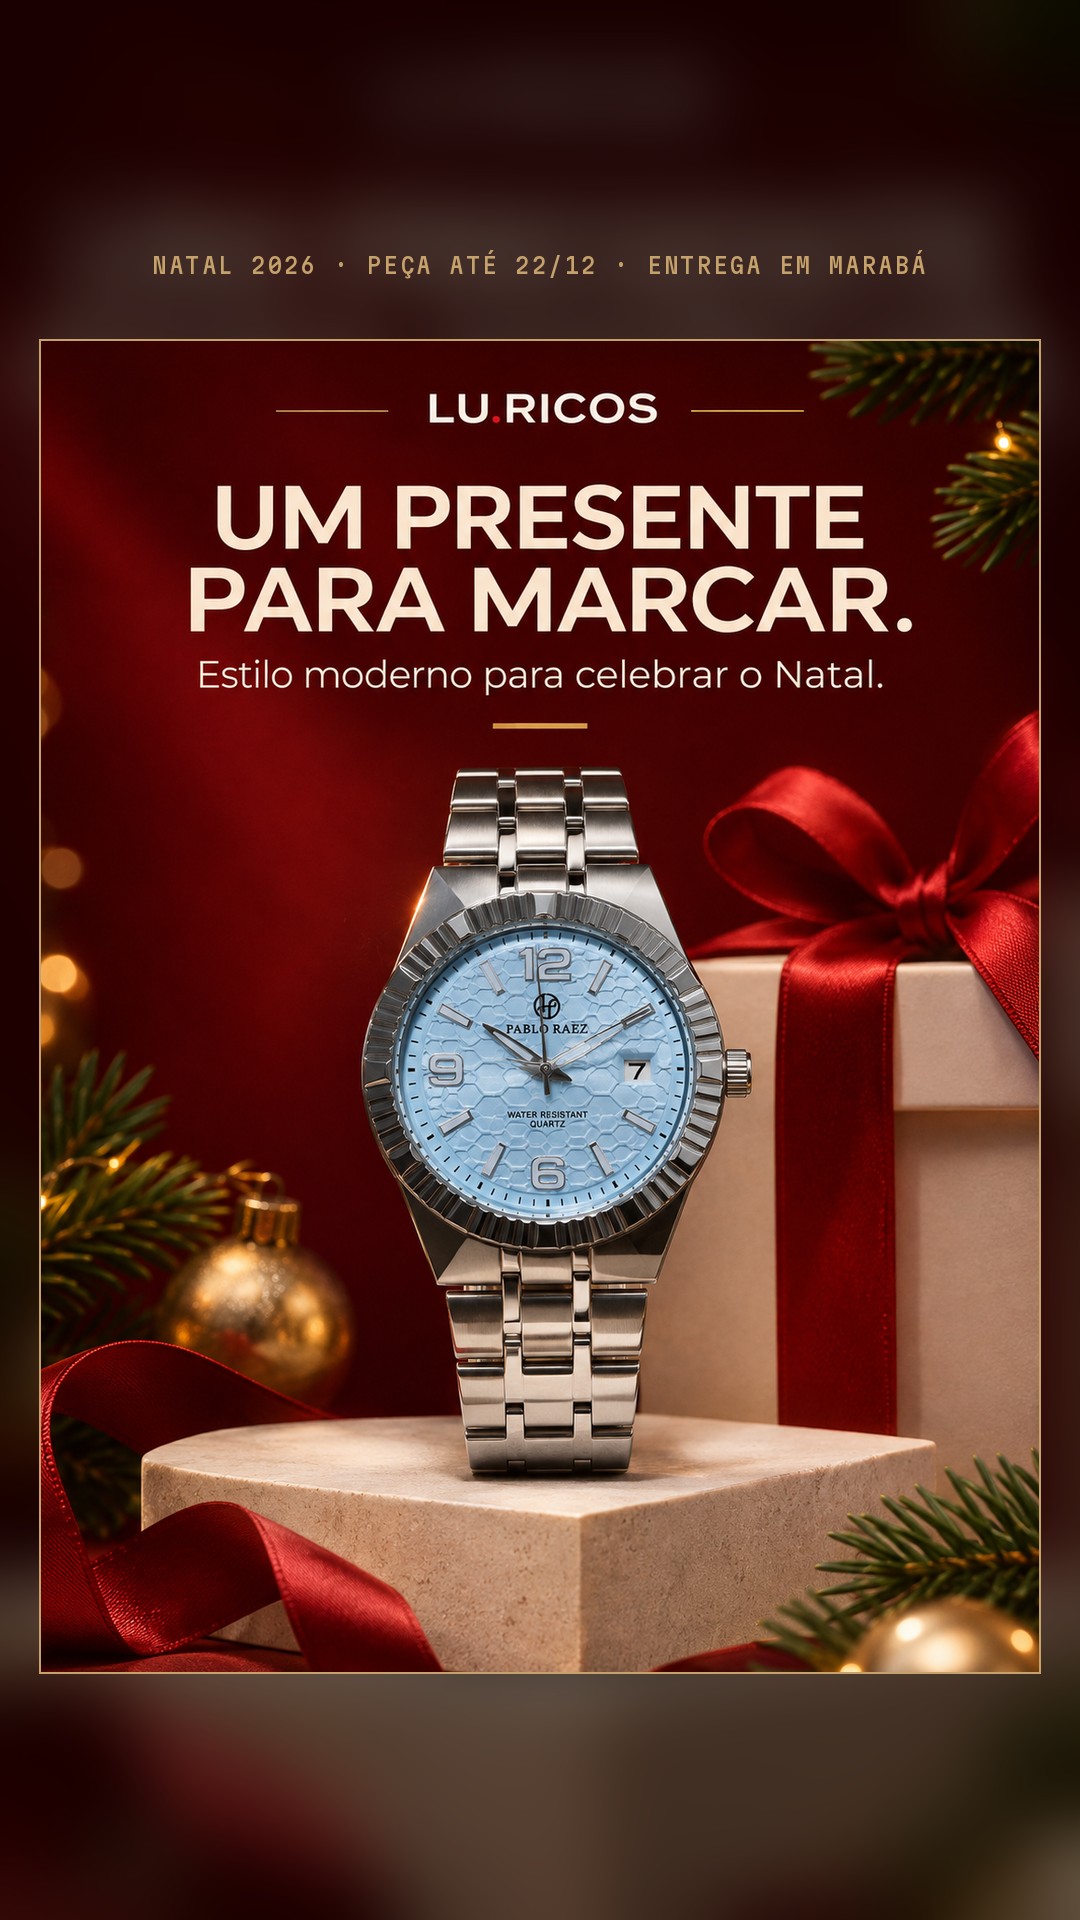 NATAL 2026 · PEÇA ATÉ 22/12 · ENTREGA EM MARABÁ
LU.RICOS
UM PRESENTE
PARA MARCAR.
Estilo moderno para celebrar o Natal.
12
PABLO RAEZ
9
7
WATER RESISTANT
QUARTZ
6